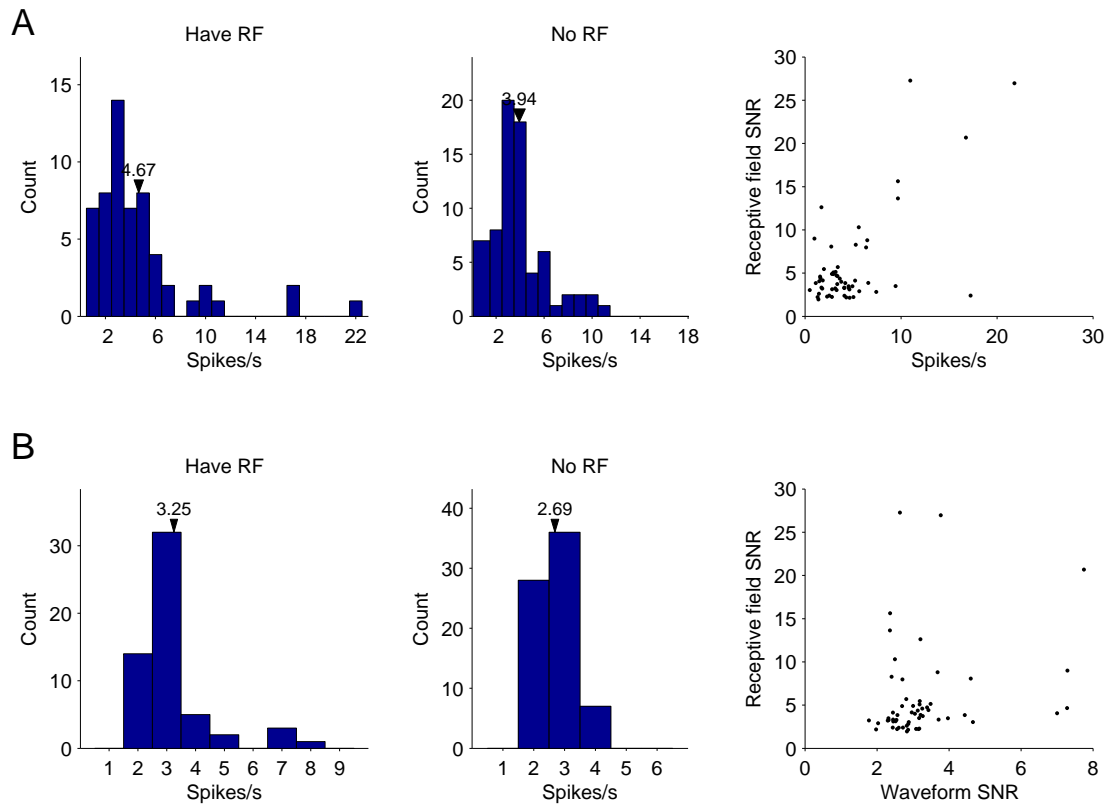 A
Have RF
No RF
15
10
5
0
Count
4.67
2 6 10 14 18 22
Spikes/s
20
15
10
5
0
Count
3.94
2 6 10 14 18
Spikes/s
30
25
20
15
10
5
0
Receptive field SNR
0 10 20 30
Spikes/s
B
Have RF
No RF
30
20
10
0
Count
3.25
1 2 3 4 5 6 7 8 9
Spikes/s
40
30
20
10
0
Count
2.69
1 2 3 4 5 6
Spikes/s
30
25
20
15
10
5
0
Receptive field SNR
0 2 4 6 8
Waveform SNR